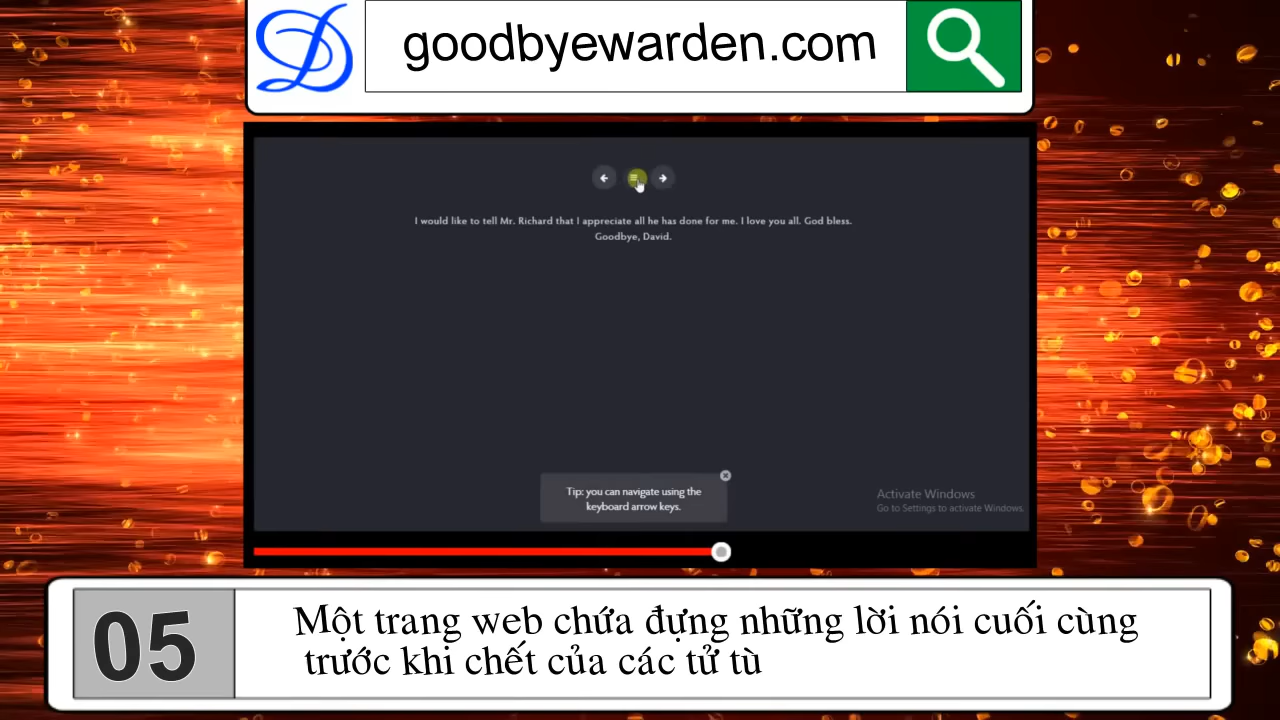 goodbyewarden.com
I would like to tell Mr. Richard that I appreciate all he has done for me. I love you all. God bless.
Goodbye, David.
Tip: you can navigate using the
keyboard arrow keys.
Activate Windows
Go to Settings to activate Windows.
05
Một trang web chứa đựng những lời nói cuối cùng
trước khi chết của các tử tù